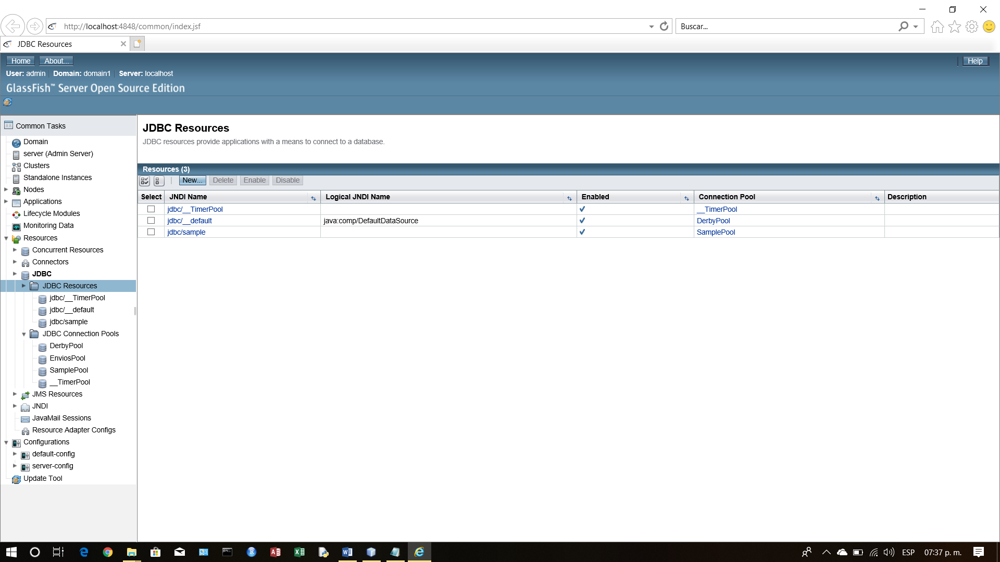 http://localhost:4848/common/index.jsf
Buscar...
JDBC Resources
Home About... Help
User: admin Domain: domain1 Server: localhost
GlassFish™ Server Open Source Edition
Common Tasks
Domain
server (Admin Server)
Clusters
Standalone Instances
Nodes
Applications
Lifecycle Modules
Monitoring Data
Resources
Concurrent Resources
Connectors
JDBC
JDBC Resources
jdbc/__TimerPool
jdbc/__default
jdbc/sample
JDBC Connection Pools
DerbyPool
EnviosPool
SamplePool
__TimerPool
JMS Resources
JNDI
JavaMail Sessions
Resource Adapter Configs
Configurations
default-config
server-config
Update Tool
JDBC Resources
JDBC resources provide applications with a means to connect to a database.
Resources (3)
New... Delete Enable Disable
Select JNDI Name Logical JNDI Name Enabled Connection Pool Description
jdbc/__TimerPool __TimerPool
jdbc/__default java:comp/DefaultDataSource DerbyPool
jdbc/sample SamplePool
ESP 07:37 p. m.